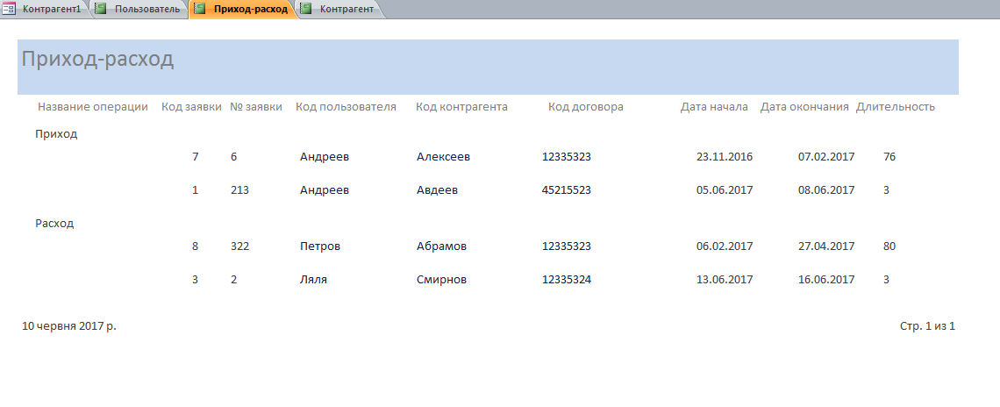 Контрагент1 Пользователь Приход-расход Контрагент
Приход-расход
Название операции Код заявки № заявки Код пользователя Код контрагента Код договора Дата начала Дата окончания Длительность
Приход
7 6 Андреев Алексеев 12335323 23.11.2016 07.02.2017 76
1 213 Андреев Авдеев 45215523 05.06.2017 08.06.2017 3
Расход
8 322 Петров Абрамов 12335323 06.02.2017 27.04.2017 80
3 2 Ляля Смирнов 12335324 13.06.2017 16.06.2017 3
10 червня 2017 р. Стр. 1 из 1